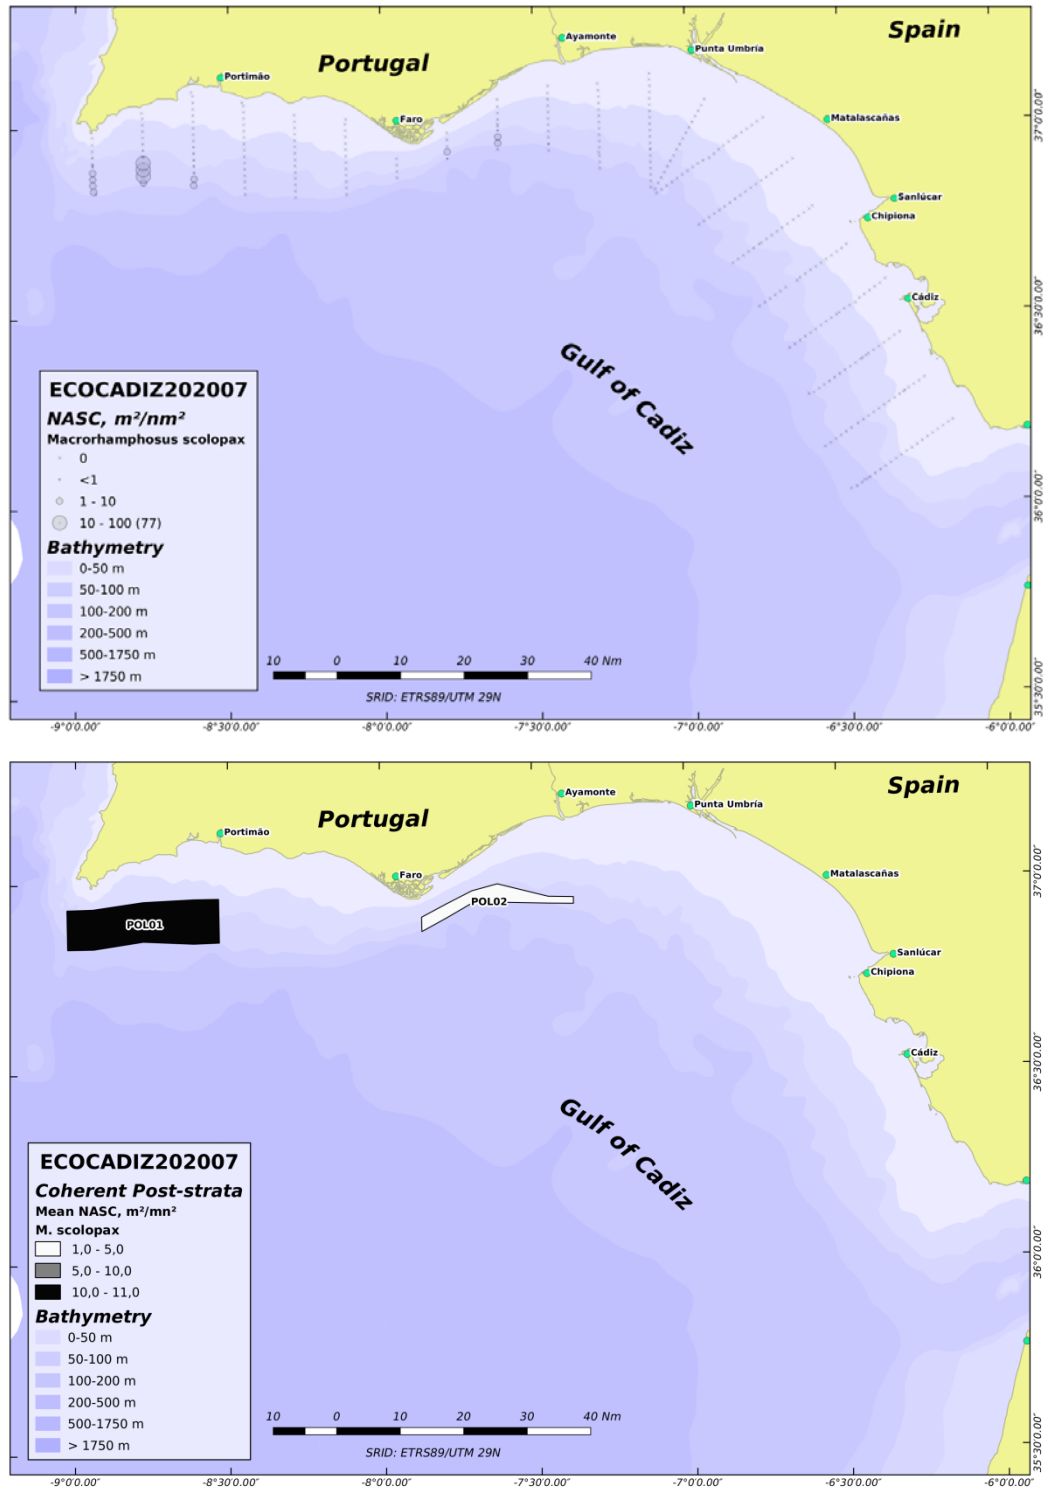 Spain
Ayamonte
Punta Umbría
Portugal
Portimão
Faro
Matalascañas
37°0'0.00"
Sanlúcar
Chipiona
Cádiz
36°30'0.00"
Gulf of Cadiz
ECOCADIZ202007
NASC, m²/nm²
Macrorhamphosus scolopax
0
<1
1 - 10
10 - 100 (77)
Bathymetry
0-50 m
50-100 m
100-200 m
200-500 m
500-1750 m
> 1750 m
36°0'0.00"
10 0 10 20 30 40 Nm
SRID: ETRS89/UTM 29N
35°30'0.00"
-9°0'0.00" -8°30'0.00" -8°0'0.00" -7°30'0.00" -7°0'0.00" -6°30'0.00" -6°0'0.00"
Spain
Ayamonte
Punta Umbría
Portugal
Portimão
Faro
Matalascañas
37°0'0.00"
POL01
POL02
Sanlúcar
Chipiona
Cádiz
36°30'0.00"
Gulf of Cadiz
ECOCADIZ202007
Coherent Post-strata
Mean NASC, m²/mn²
M. scolopax
1,0 - 5,0
5,0 - 10,0
10,0 - 11,0
Bathymetry
0-50 m
50-100 m
100-200 m
200-500 m
500-1750 m
> 1750 m
36°0'0.00"
10 0 10 20 30 40 Nm
SRID: ETRS89/UTM 29N
35°30'0.00"
-9°0'0.00" -8°30'0.00" -8°0'0.00" -7°30'0.00" -7°0'0.00" -6°30'0.00" -6°0'0.00"